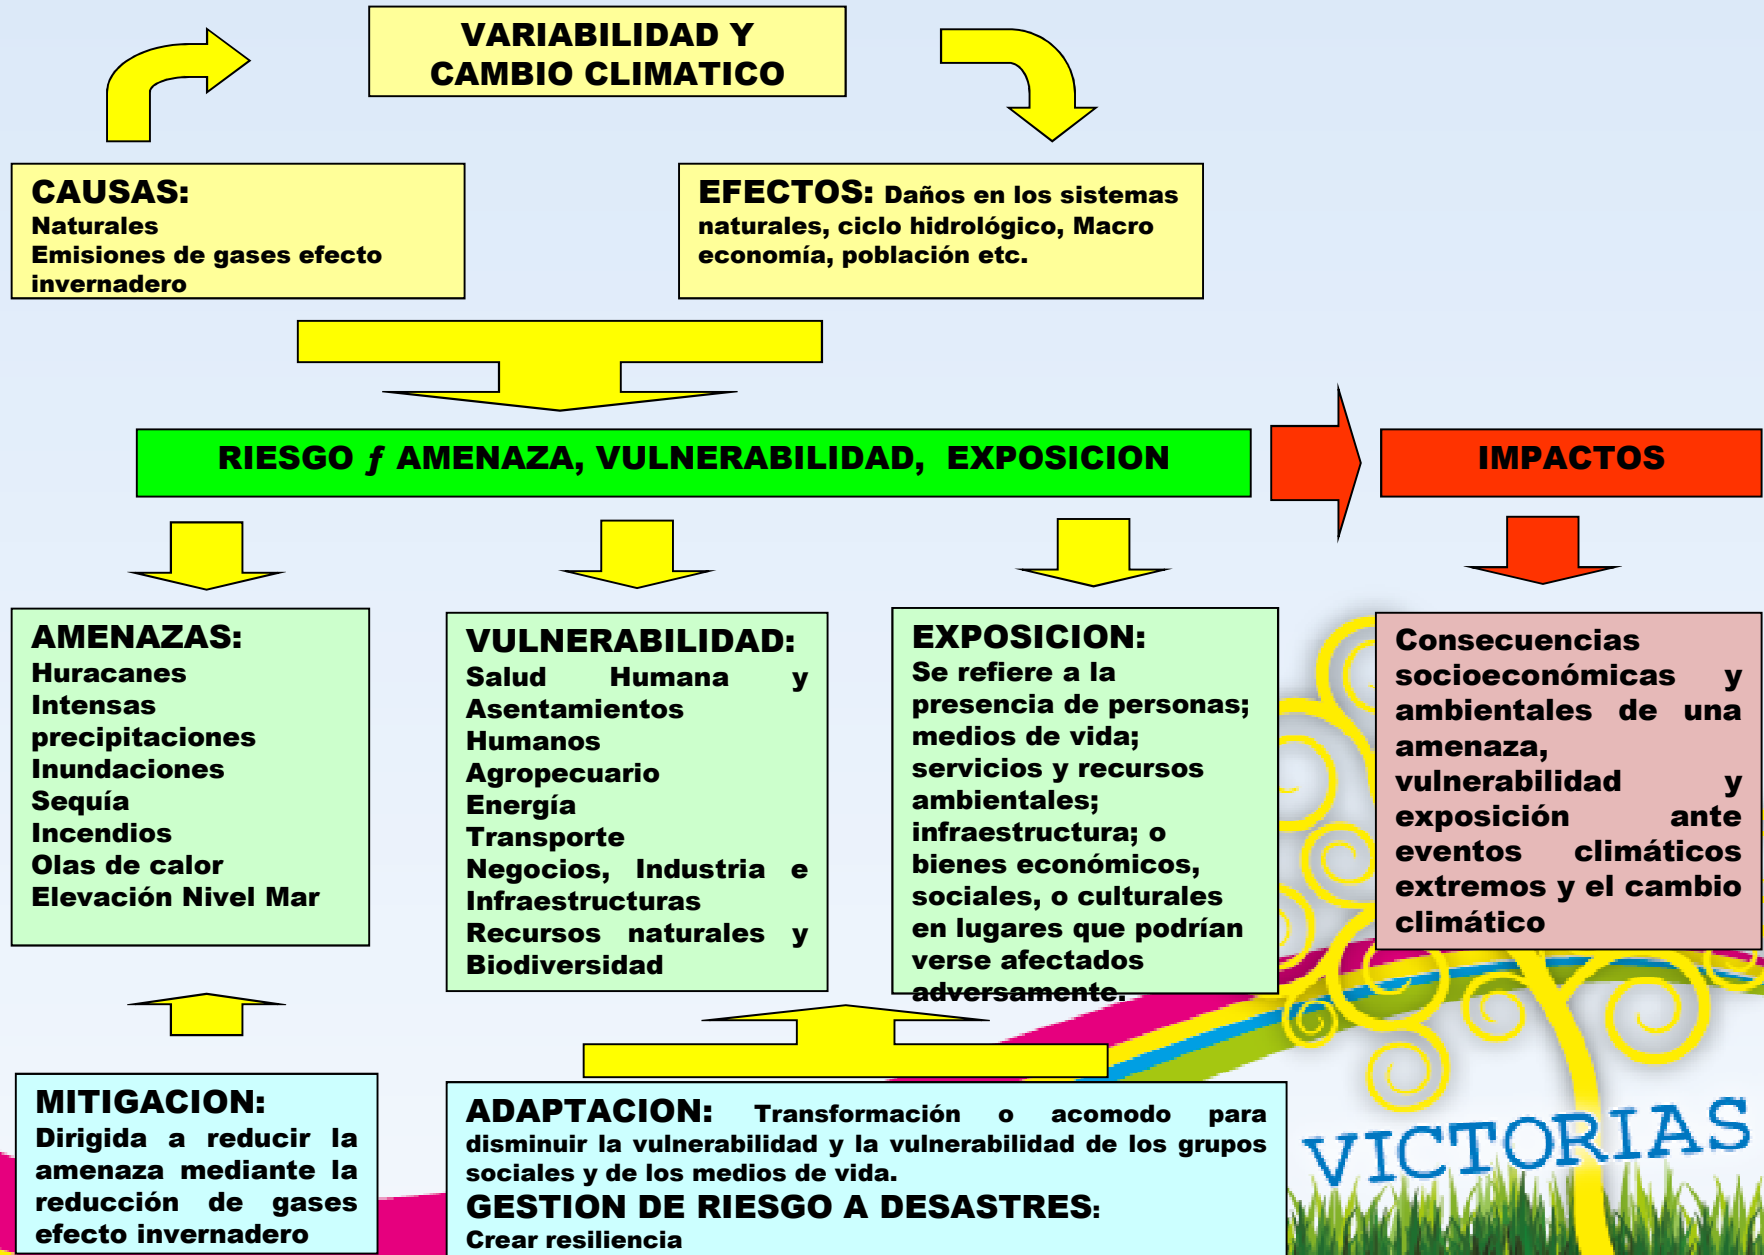 VARIABILIDAD Y
CAMBIO CLIMATICO
CAUSAS:
Naturales
Emisiones de gases efecto
invernadero
EFECTOS: Daños en los sistemas
naturales, ciclo hidrológico, Macro
economía, población etc.
RIESGO ƒ AMENAZA, VULNERABILIDAD, EXPOSICION
IMPACTOS
AMENAZAS:
Huracanes
Intensas
precipitaciones
Inundaciones
Sequía
Incendios
Olas de calor
Elevación Nivel Mar
VULNERABILIDAD:
Salud Humana y
Asentamientos
Humanos
Agropecuario
Energía
Transporte
Negocios, Industria e
Infraestructuras
Recursos naturales y
Biodiversidad
EXPOSICION:
Se refiere a la
presencia de personas;
medios de vida;
servicios y recursos
ambientales;
infraestructura; o
bienes económicos,
sociales, o culturales
en lugares que podrían
verse afectados
adversamente.
Consecuencias
socioeconómicas y
ambientales de una
amenaza,
vulnerabilidad y
exposición ante
eventos climáticos
extremos y el cambio
climático
MITIGACION:
Dirigida a reducir la
amenaza mediante la
reducción de gases
efecto invernadero
ADAPTACION: Transformación o acomodo para
disminuir la vulnerabilidad y la vulnerabilidad de los grupos
sociales y de los medios de vida.
GESTION DE RIESGO A DESASTRES:
Crear resiliencia
VICTORIAS